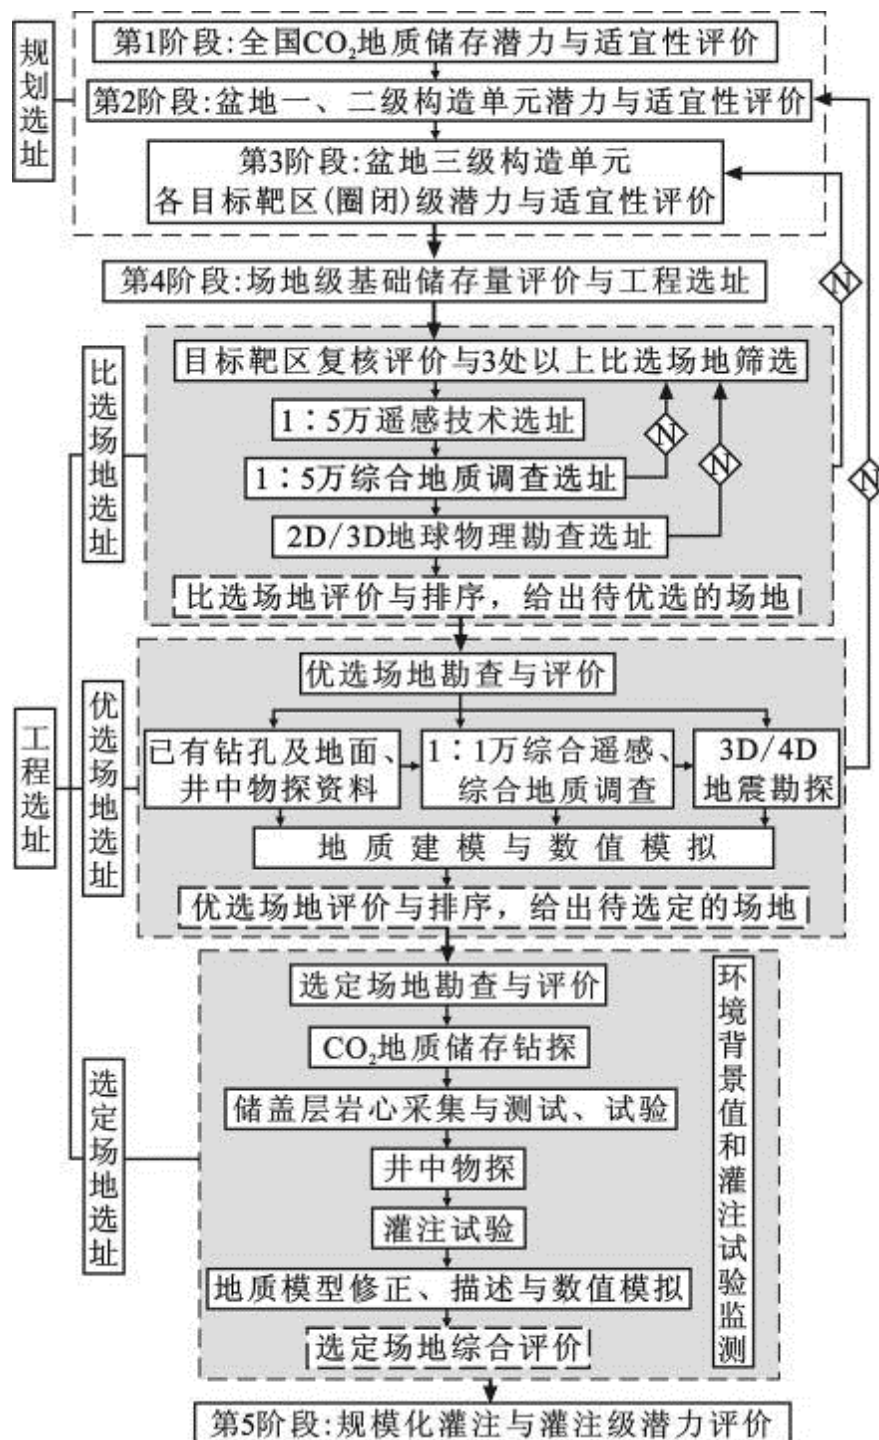 规划选址
第1阶段:全国CO₂地质储存潜力与适宜性评价
第2阶段:盆地一、二级构造单元潜力与适宜性评价
第3阶段:盆地三级构造单元
各目标靶区(圈闭)级潜力与适宜性评价
第4阶段:场地级基础储存量评价与工程选址
N
工程选址
比选场地选址
目标靶区复核评价与3处以上比选场地筛选
1∶5万遥感技术选址
N
1∶5万综合地质调查选址
N
N
2D/3D地球物理勘查选址
比选场地评价与排序，给出待优选的场地
优选场地选址
优选场地勘查与评价
已有钻孔及地面、
井中物探资料
1∶1万综合遥感、
综合地质调查
3D/4D
地震勘探
地质建模与数值模拟
优选场地评价与排序，给出待选定的场地
选定场地选址
选定场地勘查与评价
CO₂地质储存钻探
储盖层岩心采集与测试、试验
井中物探
灌注试验
地质模型修正、描述与数值模拟
选定场地综合评价
环境背景值和灌注试验监测
第5阶段:规模化灌注与灌注级潜力评价